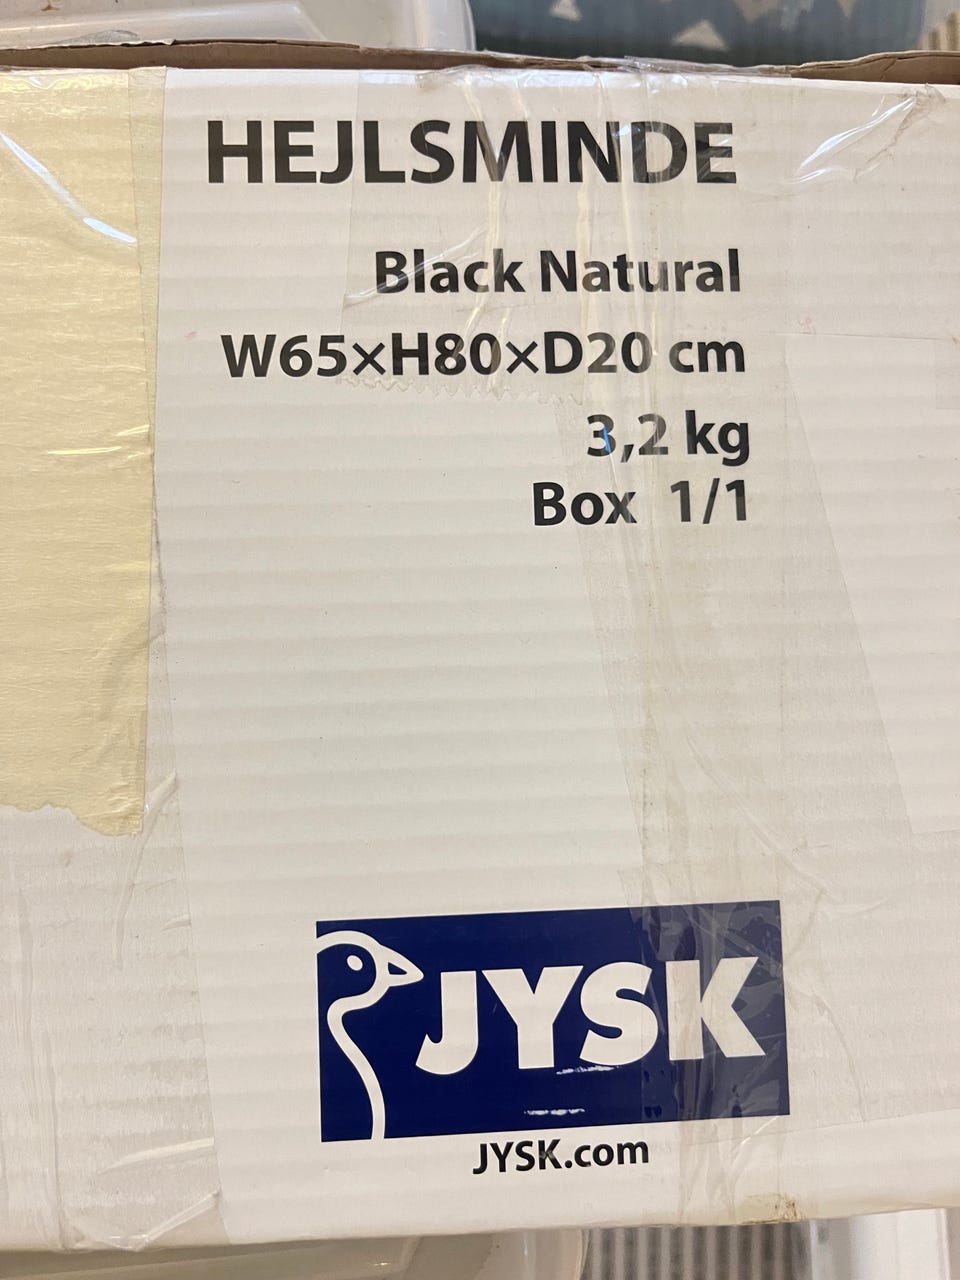 HEJLSMINDE
Black Natural
W65×H80×D20 cm
3,2 kg
Box 1/1
JYSK
JYSK.com